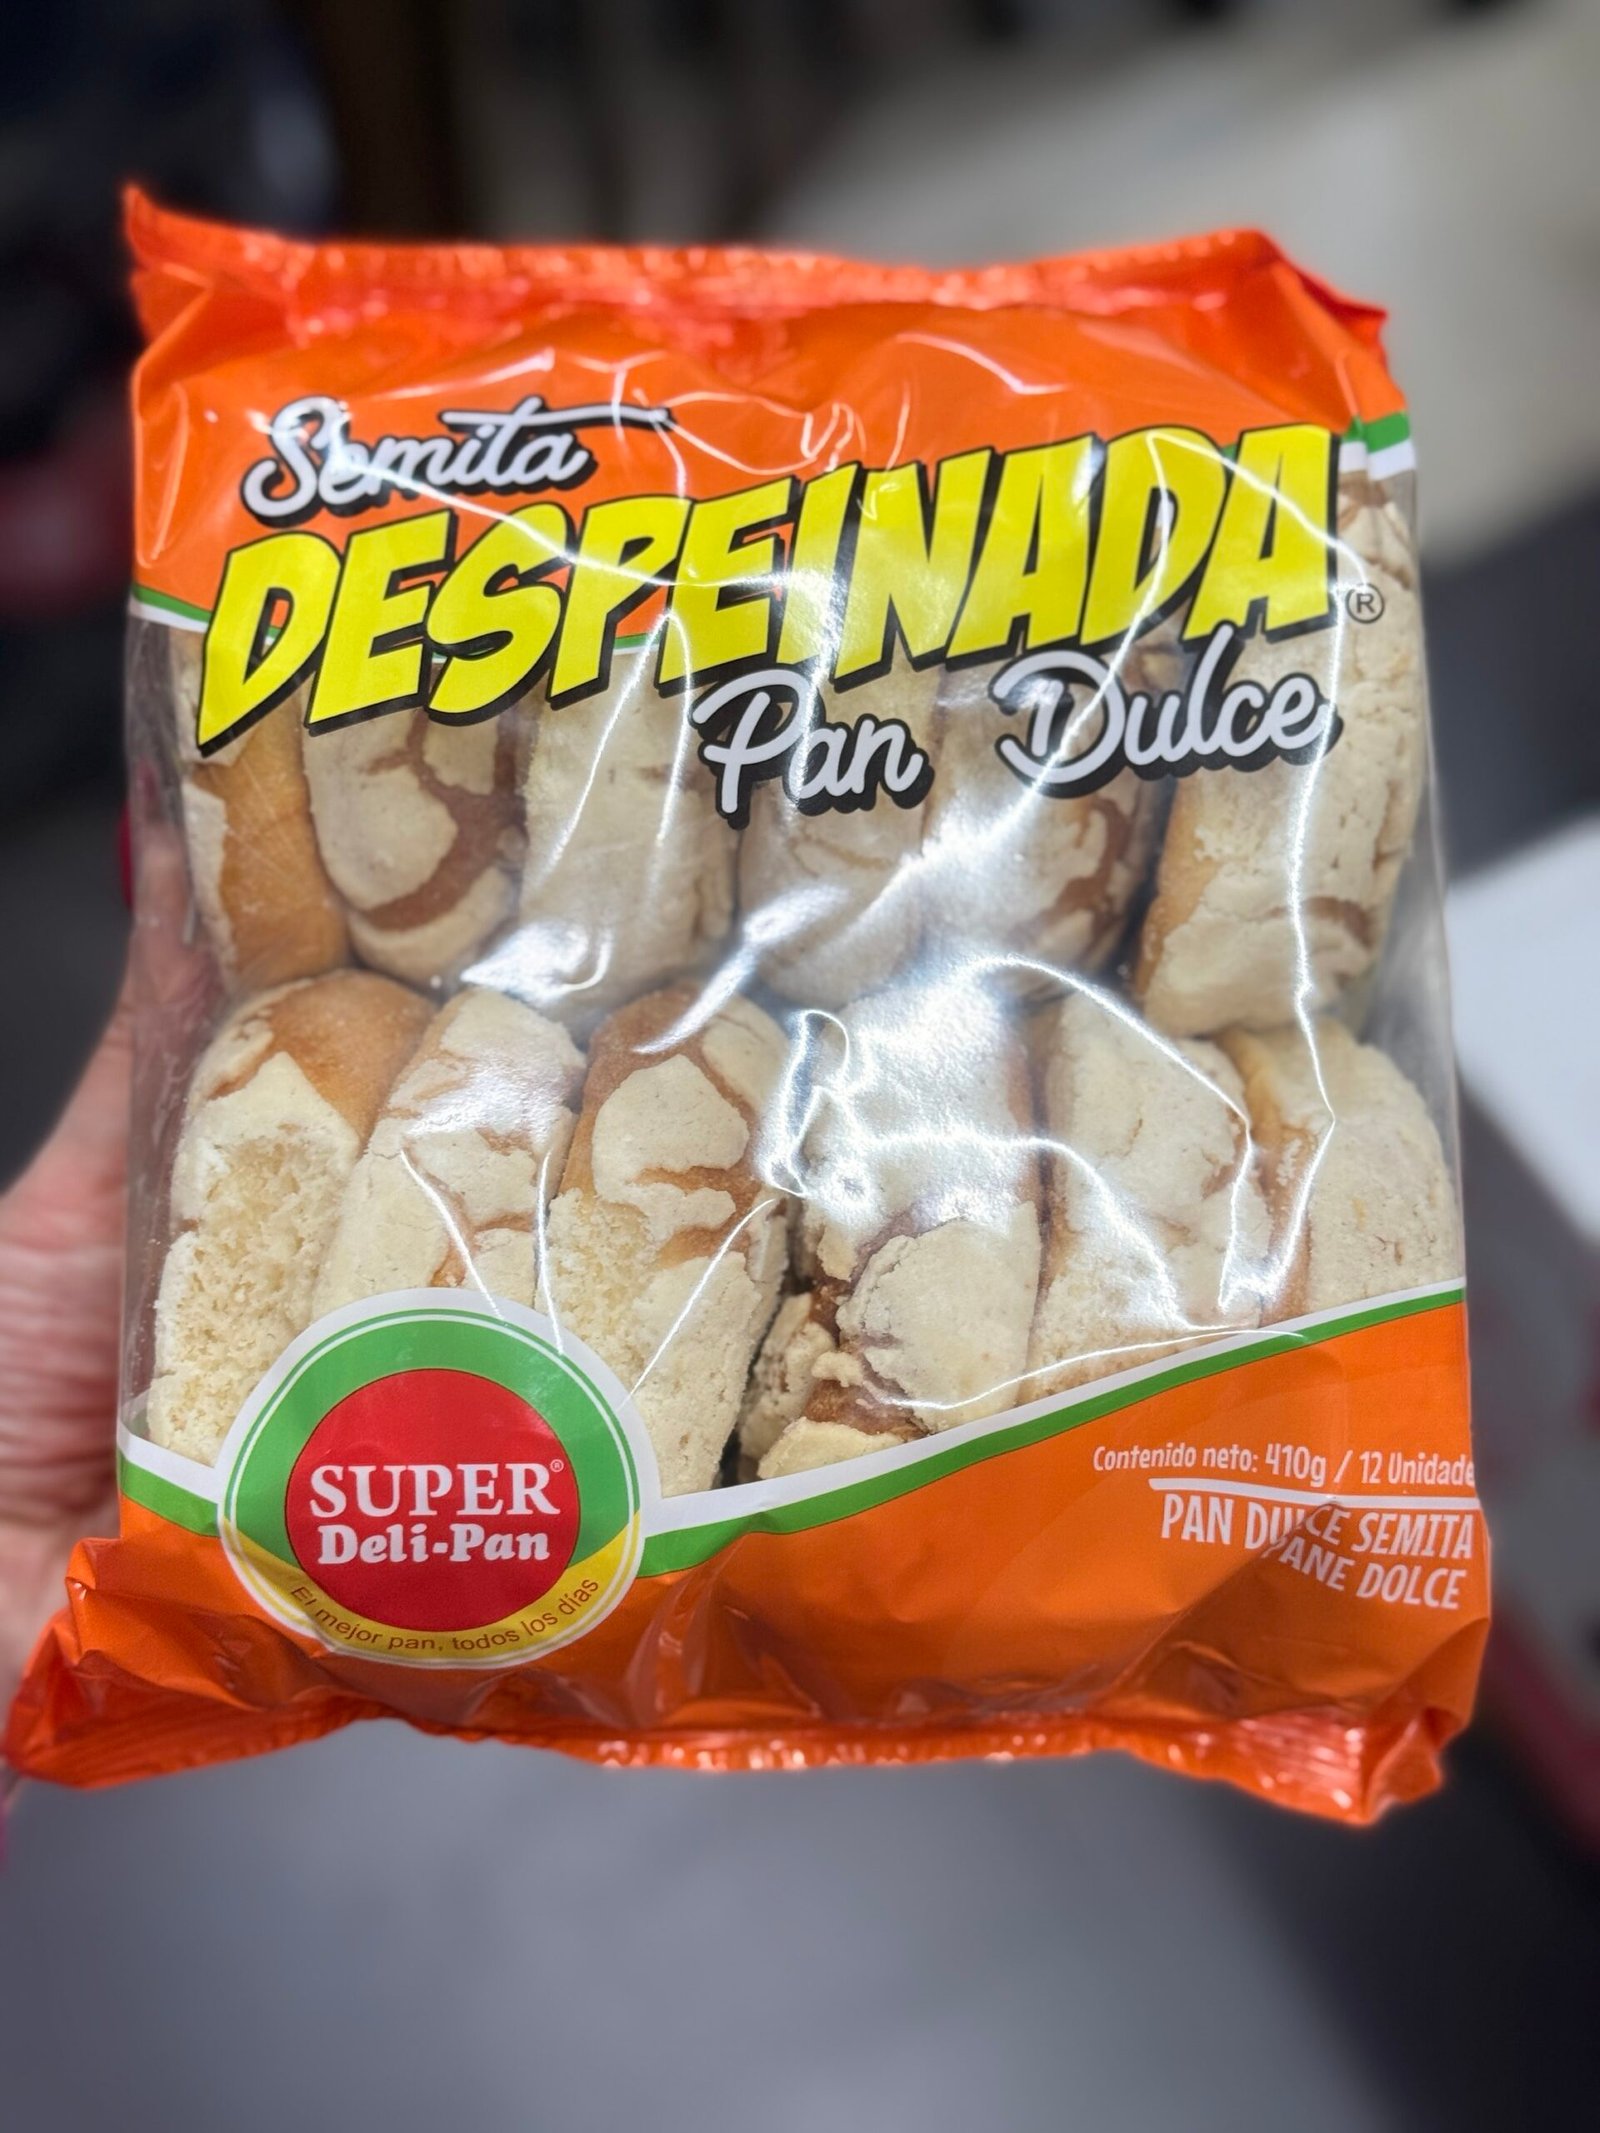 Semita
DESPEINADA®
Pan Dulce
SUPER®
Deli-Pan
El mejor pan, todos los días
Contenido neto: 410g / 12 Unidade
PAN DULCE SEMITA
PANE DOLCE